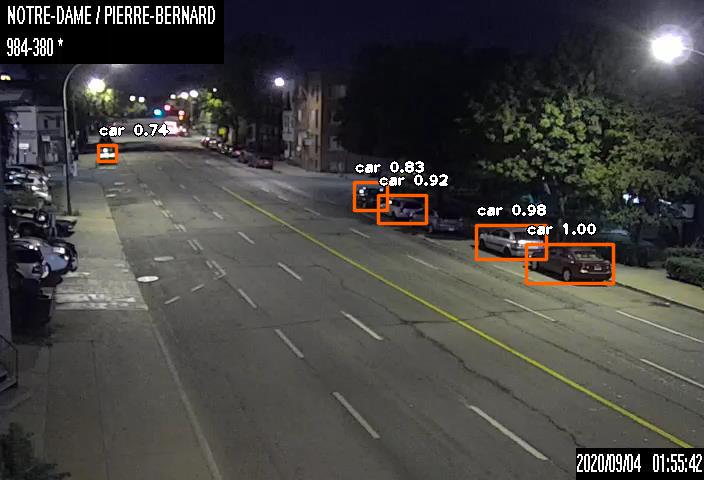 NOTRE-DAME / PIERRE-BERNARD
984-380 *
car 0.74
car 0.83
car 0.92
car 0.98
car 1.00
2020/09/04 01:55:42